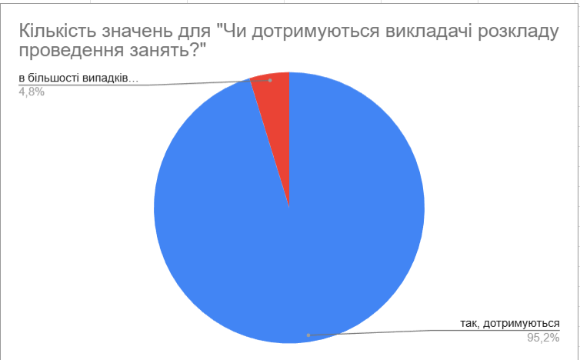 Кількість значень для "Чи дотримуються викладачі розкладу
проведення занять?"
в більшості випадків...
4,8%
так, дотримуються
95,2%